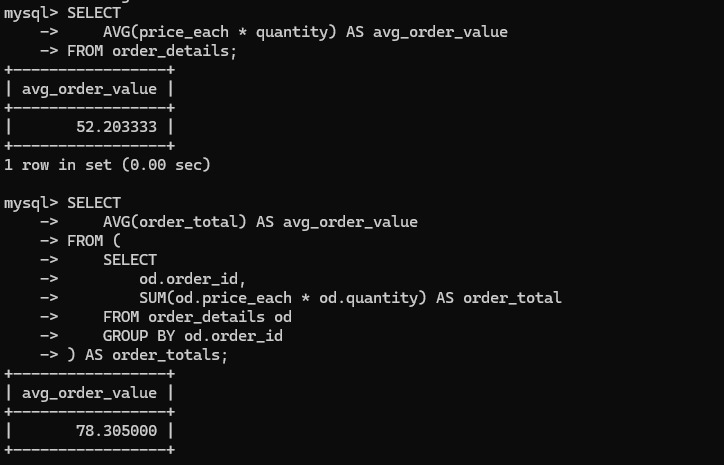 mysql> SELECT
    ->     AVG(price_each * quantity) AS avg_order_value
    -> FROM order_details;
+-----------------+
| avg_order_value |
+-----------------+
|       52.203333 |
+-----------------+
1 row in set (0.00 sec)

mysql> SELECT
    ->     AVG(order_total) AS avg_order_value
    -> FROM (
    ->     SELECT
    ->         od.order_id,
    ->         SUM(od.price_each * od.quantity) AS order_total
    ->     FROM order_details od
    ->     GROUP BY od.order_id
    -> ) AS order_totals;
+-----------------+
| avg_order_value |
+-----------------+
|       78.305000 |
+-----------------+